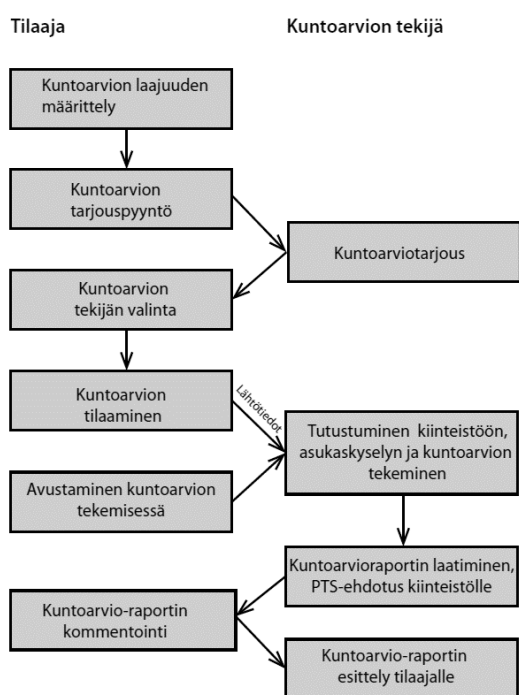 Tilaaja
Kuntoarvion tekijä
Kuntoarvion laajuuden
määrittely
Kuntoarvion
tarjouspyyntö
Kuntoarviotarjous
Kuntoarvion
tekijän valinta
Kuntoarvion
tilaaminen
Lähtötiedot
Tutustuminen kiinteistöön,
asukaskyselyn ja kuntoarvion
tekeminen
Avustaminen kuntoarvion
tekemisessä
Kuntoarvioraportin laatiminen,
PTS-ehdotus kiinteistölle
Kuntoarvio-raportin
kommentointi
Kuntoarvio-raportin
esittely tilaajalle